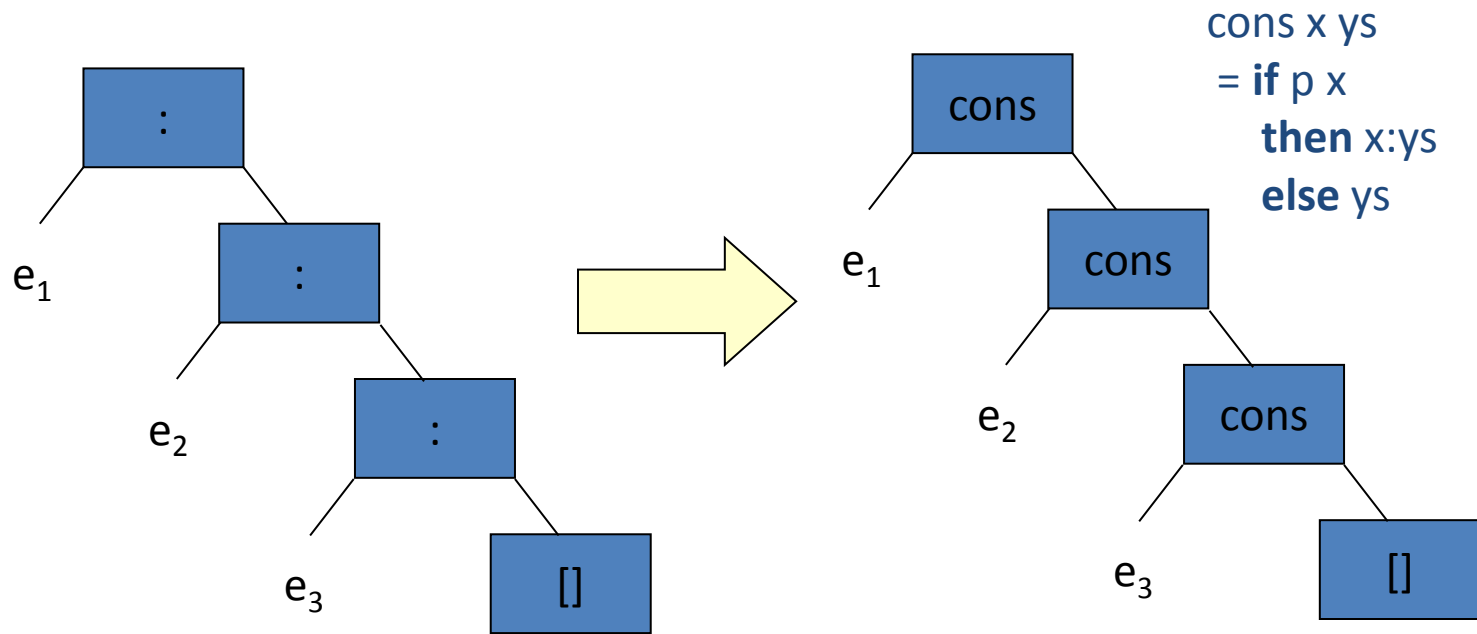 :
e₁
:
e₂
:
e₃
[]
cons
e₁
cons
e₂
cons
e₃
[]
cons x ys
= if p x
then x:ys
else ys